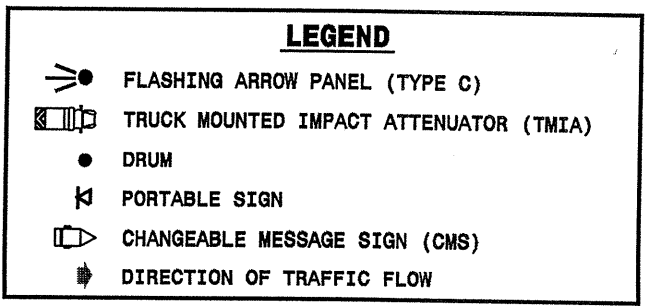 LEGEND
FLASHING ARROW PANEL (TYPE C)
TRUCK MOUNTED IMPACT ATTENUATOR (TMIA)
DRUM
PORTABLE SIGN
CHANGEABLE MESSAGE SIGN (CMS)
DIRECTION OF TRAFFIC FLOW